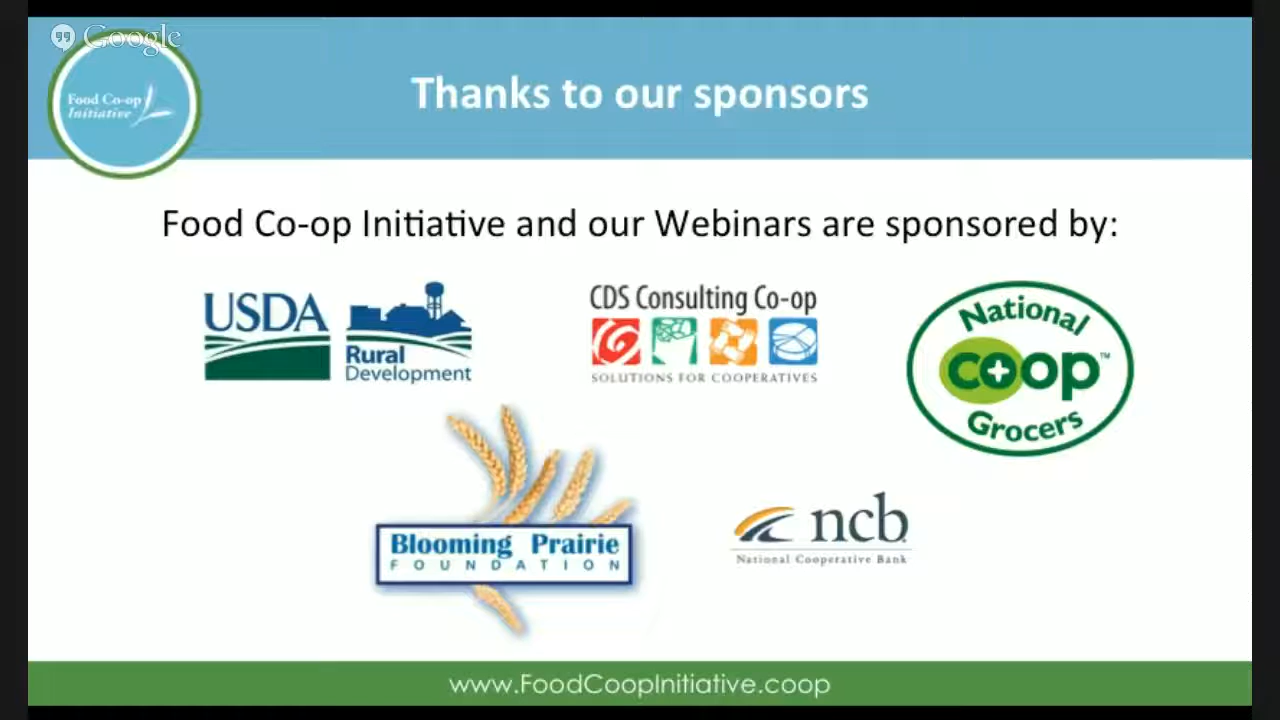 Google
Food Co-op
Initiative
Thanks to our sponsors
Food Co-op Initiative and our Webinars are sponsored by:
USDA
Rural
Development
CDS Consulting Co-op
SOLUTIONS FOR COOPERATIVES
National
co+op™
Grocers
Blooming Prairie
FOUNDATION
ncb
National Cooperative Bank
www.FoodCoopInitiative.coop